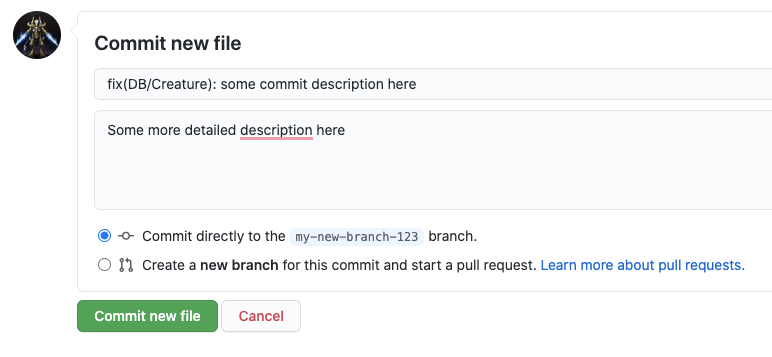 Commit new file
fix(DB/Creature): some commit description here
Some more detailed description here
Commit directly to the my-new-branch-123 branch.
Create a new branch for this commit and start a pull request. Learn more about pull requests.
Commit new file
Cancel